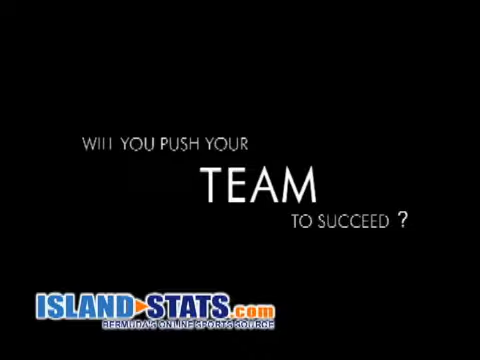 WILL YOU PUSH YOUR
TEAM
TO SUCCEED ?
ISLAND STATS.com
BERMUDA'S ONLINE SPORTS SOURCE